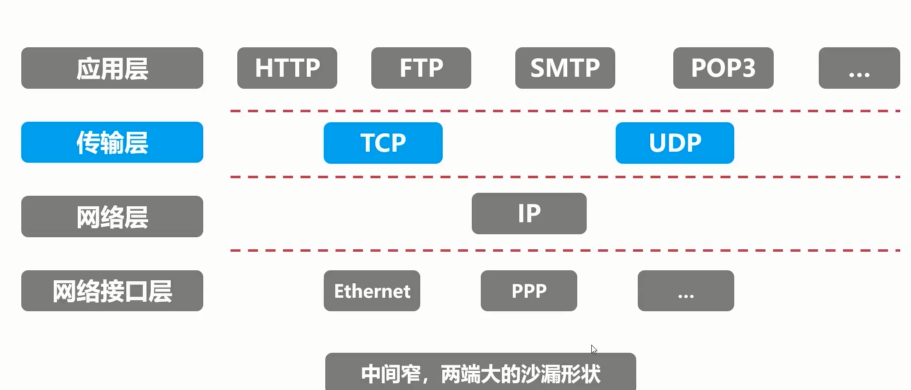 应用层 HTTP FTP SMTP POP3 ...
传输层 TCP UDP
网络层 IP
网络接口层 Ethernet PPP ...
中间窄，两端大的沙漏形状